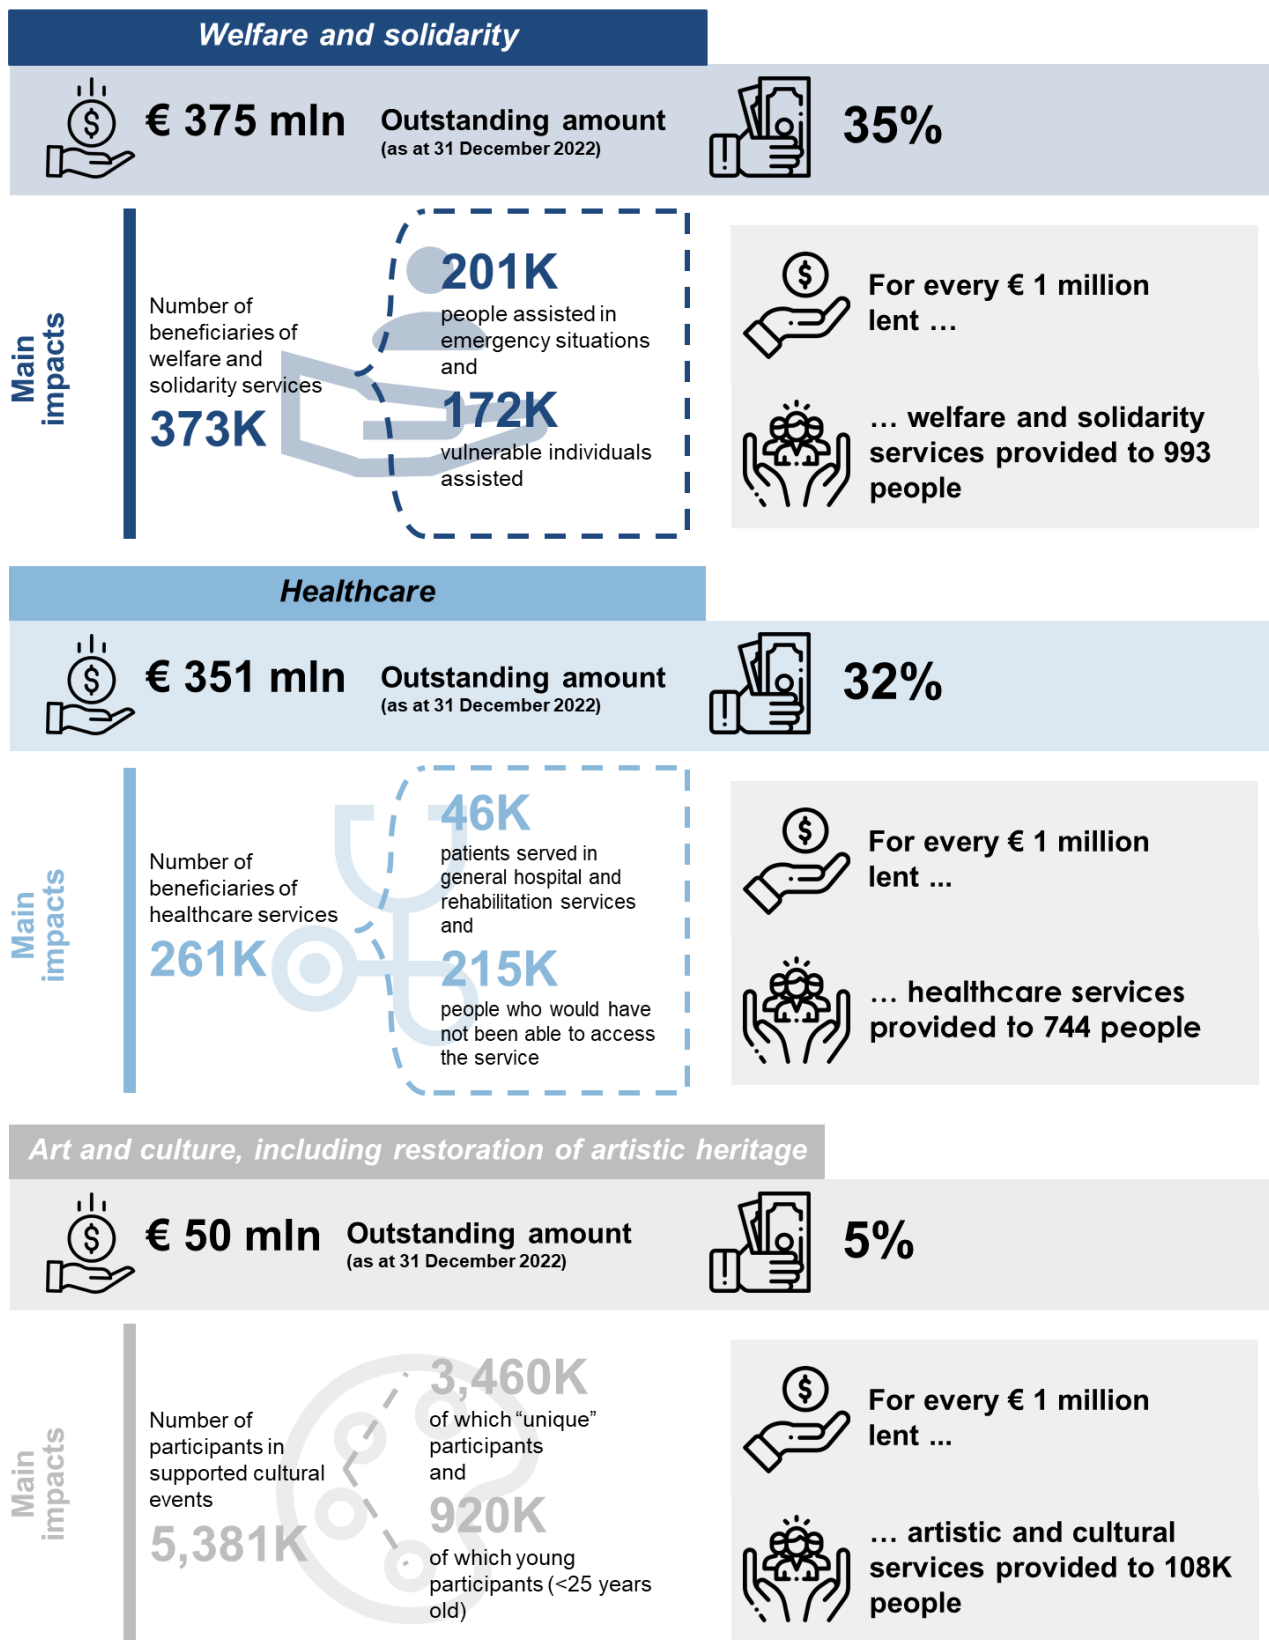 Welfare and solidarity
€ 375 mln
Outstanding amount
(as at 31 December 2022)
35%
Main
impacts
Number of
beneficiaries of
welfare and
solidarity services
373K
201K
people assisted in
emergency situations
and
172K
vulnerable individuals
assisted
For every € 1 million
lent …
… welfare and solidarity
services provided to 993
people
Healthcare
€ 351 mln
Outstanding amount
(as at 31 December 2022)
32%
Main
impacts
Number of
beneficiaries of
healthcare services
261K
46K
patients served in
general hospital and
rehabilitation services
and
215K
people who would have
not been able to access
the service
For every € 1 million
lent ...
… healthcare services
provided to 744 people
Art and culture, including restoration of artistic heritage
€ 50 mln
Outstanding amount
(as at 31 December 2022)
5%
Main
impacts
Number of
participants in
supported cultural
events
5,381K
3,460K
of which “unique”
participants
and
920K
of which young
participants (<25 years
old)
For every € 1 million
lent ...
… artistic and cultural
services provided to 108K
people